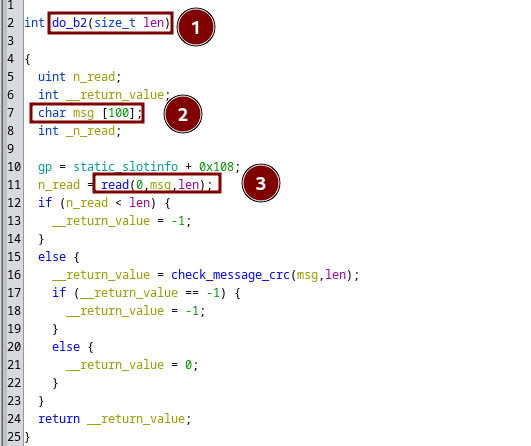 1
2 int do_b2(size_t len) 1
3
4 {
5 uint n_read;
6 int __return_value;
7 char msg [100]; 2
8 int _n_read;
9
10 gp = static_slotinfo + 0x108;
11 n_read = read(0,msg,len); 3
12 if (n_read < len) {
13 __return_value = -1;
14 }
15 else {
16 __return_value = check_message_crc(msg,len);
17 if (__return_value == -1) {
18 __return_value = -1;
19 }
20 else {
21 __return_value = 0;
22 }
23 }
24 return __return_value;
25 }